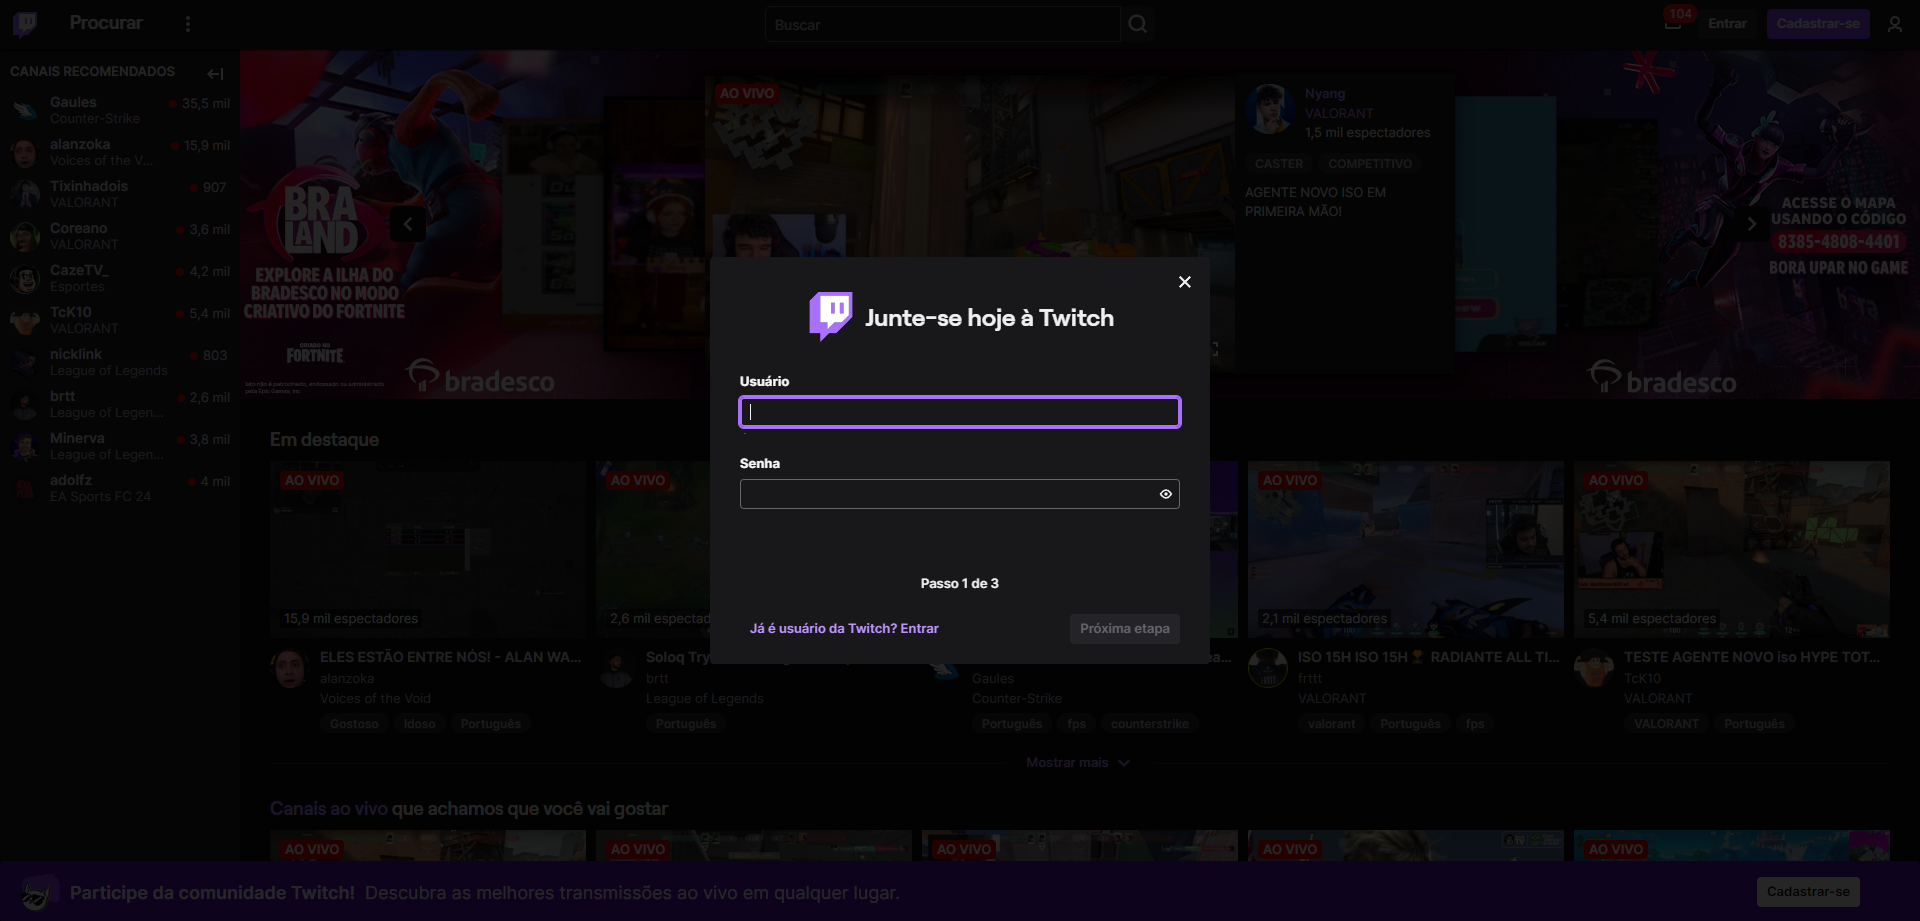 Procurar
Buscar
104
Entrar
Cadastrar-se
CANAIS RECOMENDADOS
Gaules
35,5 mil
Counter-Strike
alanzoka
15,9 mil
Voices of the V...
Tixinhadois
907
VALORANT
Coreano
3,6 mil
VALORANT
CazeTV_
4,2 mil
Esportes
TcK10
5,4 mil
VALORANT
nicklink
803
League of Legends
brtt
2,6 mil
League of Legen...
Minerva
3,8 mil
League of Legen...
adolfz
4 mil
EA Sports FC 24
BRA
LAND
EXPLORE A ILHA DO
BRADESCO NO MODO
CRIATIVO DO FORTNITE
CRIADO NO
FORTNITE
bradesco
AO VIVO
Nyang
VALORANT
1,5 mil espectadores
CASTER
COMPETITIVO
AGENTE NOVO ISO EM
PRIMEIRA MÃO!
ACESSE O MAPA
USANDO O CÓDIGO
8385-4808-4401
BORA UPAR NO GAME
bradesco
Junte-se hoje à Twitch
Usuário
Senha
Passo 1 de 3
Já é usuário da Twitch? Entrar
Próxima etapa
Em destaque
AO VIVO
15,9 mil espectadores
ELES ESTÃO ENTRE NÓS! - ALAN WA...
alanzoka
Voices of the Void
Gostoso
Idoso
Português
AO VIVO
2,6 mil espectad
Soloq Try
brtt
League of Legends
Português
ea...
Gaules
Counter-Strike
Português
fps
counterstrike
AO VIVO
2,1 mil espectadores
ISO 15H ISO 15H🏆 RADIANTE ALL TI...
frttt
VALORANT
valorant
Português
fps
AO VIVO
5,4 mil espectadores
TESTE AGENTE NOVO iso HYPE TOT...
TcK10
VALORANT
VALORANT
Português
Mostrar mais
Canais ao vivo que achamos que você vai gostar
AO VIVO
AO VIVO
AO VIVO
AO VIVO
AO VIVO
Participe da comunidade Twitch! Descubra as melhores transmissões ao vivo em qualquer lugar.
Cadastrar-se